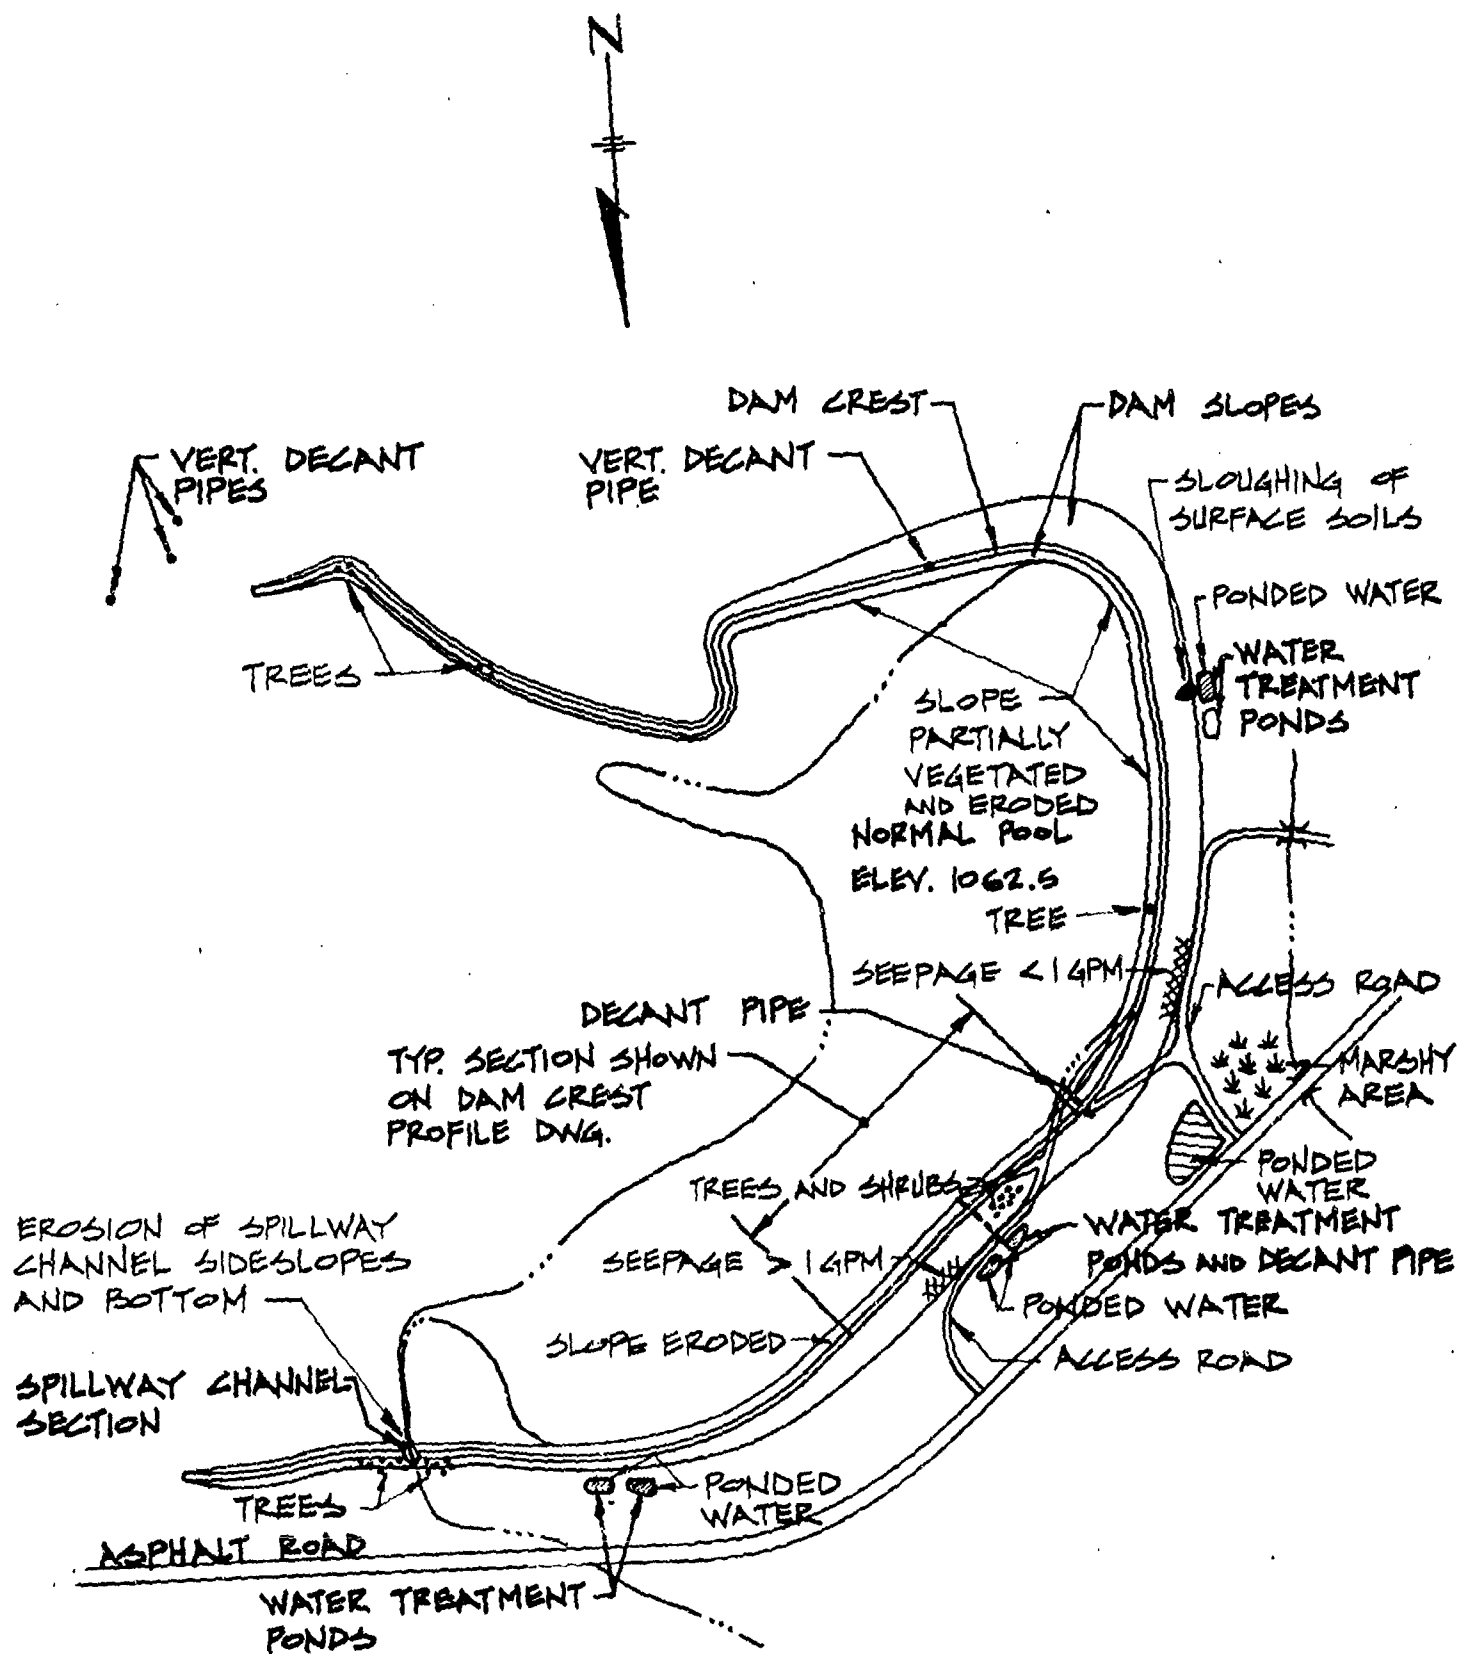 N
DAM CREST
DAM SLOPES
VERT. DECANT
PIPES
VERT. DECANT
PIPE
SLOUGHING OF
SURFACE SOILS
PONDED WATER
WATER
TREATMENT
PONDS
TREES
SLOPE
PARTIALLY
VEGETATED
AND ERODED
NORMAL POOL
ELEV. 1062.5
TREE
SEEPAGE < 1 GPM
ACCESS ROAD
DECANT PIPE
TYP. SECTION SHOWN
ON DAM CREST
PROFILE DWG.
MARSHY
AREA
PONDED
WATER
TREES AND SHRUBS
WATER TREATMENT
PONDS AND DECANT PIPE
EROSION OF SPILLWAY
CHANNEL SIDESLOPES
AND BOTTOM
SEEPAGE > 1 GPM
PONDED WATER
SLOPE ERODED
ACCESS ROAD
SPILLWAY CHANNEL
SECTION
TREES
PONDED
WATER
ASPHALT ROAD
WATER TREATMENT
PONDS